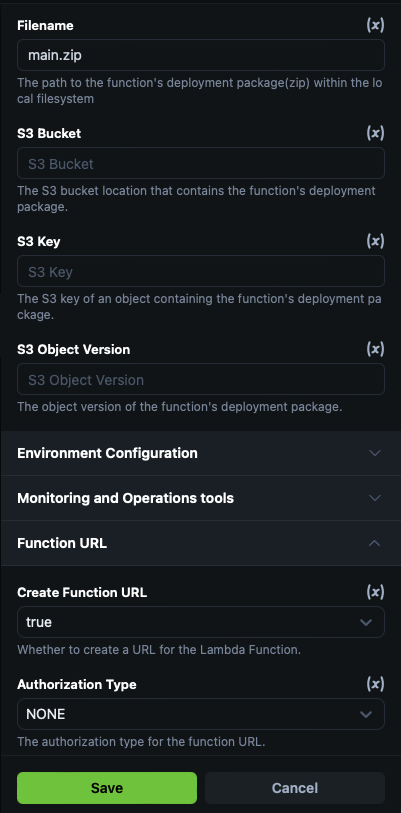 Filename (x)
main.zip
The path to the function's deployment package(zip) within the lo
cal filesystem
S3 Bucket (x)
S3 Bucket
The S3 bucket location that contains the function's deployment
package.
S3 Key (x)
S3 Key
The S3 key of an object containing the function's deployment pa
ckage.
S3 Object Version (x)
S3 Object Version
The object version of the function's deployment package.
Environment Configuration
Monitoring and Operations tools
Function URL
Create Function URL (x)
true
Whether to create a URL for the Lambda Function.
Authorization Type (x)
NONE
The authorization type for the function URL.
Save Cancel